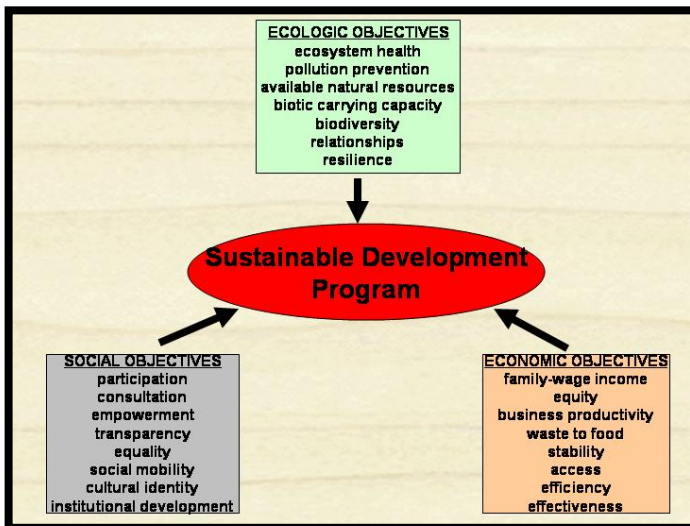 ECOLOGIC OBJECTIVES
ecosystem health
pollution prevention
available natural resources
biotic carrying capacity
biodiversity
relationships
resilience
Sustainable Development
Program
SOCIAL OBJECTIVES
participation
consultation
empowerment
transparency
equality
social mobility
cultural identity
institutional development
ECONOMIC OBJECTIVES
family-wage income
equity
business productivity
waste to food
stability
access
efficiency
effectiveness